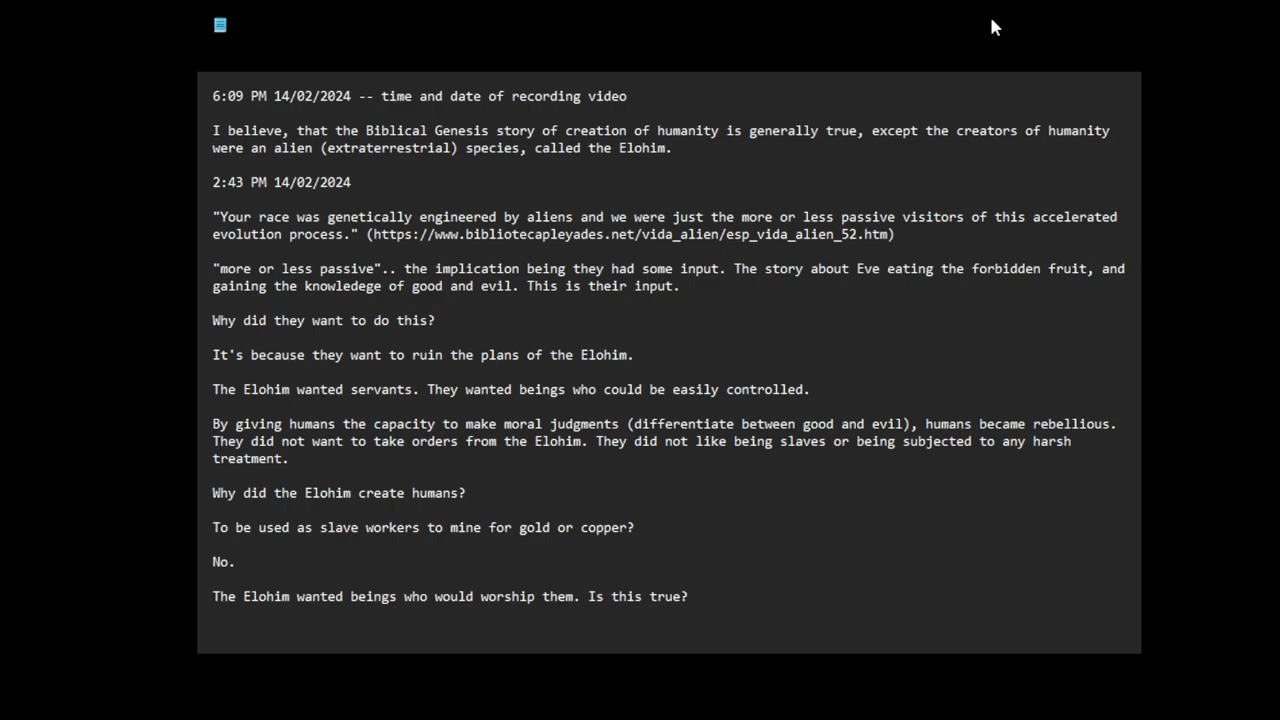 6:09 PM 14/02/2024 -- time and date of recording video
I believe, that the Biblical Genesis story of creation of humanity is generally true, except the creators of humanity
were an alien (extraterrestrial) species, called the Elohim.
2:43 PM 14/02/2024
"Your race was genetically engineered by aliens and we were just the more or less passive visitors of this accelerated
evolution process." (https://www.bibliotecapleyades.net/vida_alien/esp_vida_alien_52.htm)
"more or less passive".. the implication being they had some input. The story about Eve eating the forbidden fruit, and
gaining the knowledege of good and evil. This is their input.
Why did they want to do this?
It's because they want to ruin the plans of the Elohim.
The Elohim wanted servants. They wanted beings who could be easily controlled.
By giving humans the capacity to make moral judgments (differentiate between good and evil), humans became rebellious.
They did not want to take orders from the Elohim. They did not like being slaves or being subjected to any harsh
treatment.
Why did the Elohim create humans?
To be used as slave workers to mine for gold or copper?
No.
The Elohim wanted beings who would worship them. Is this true?